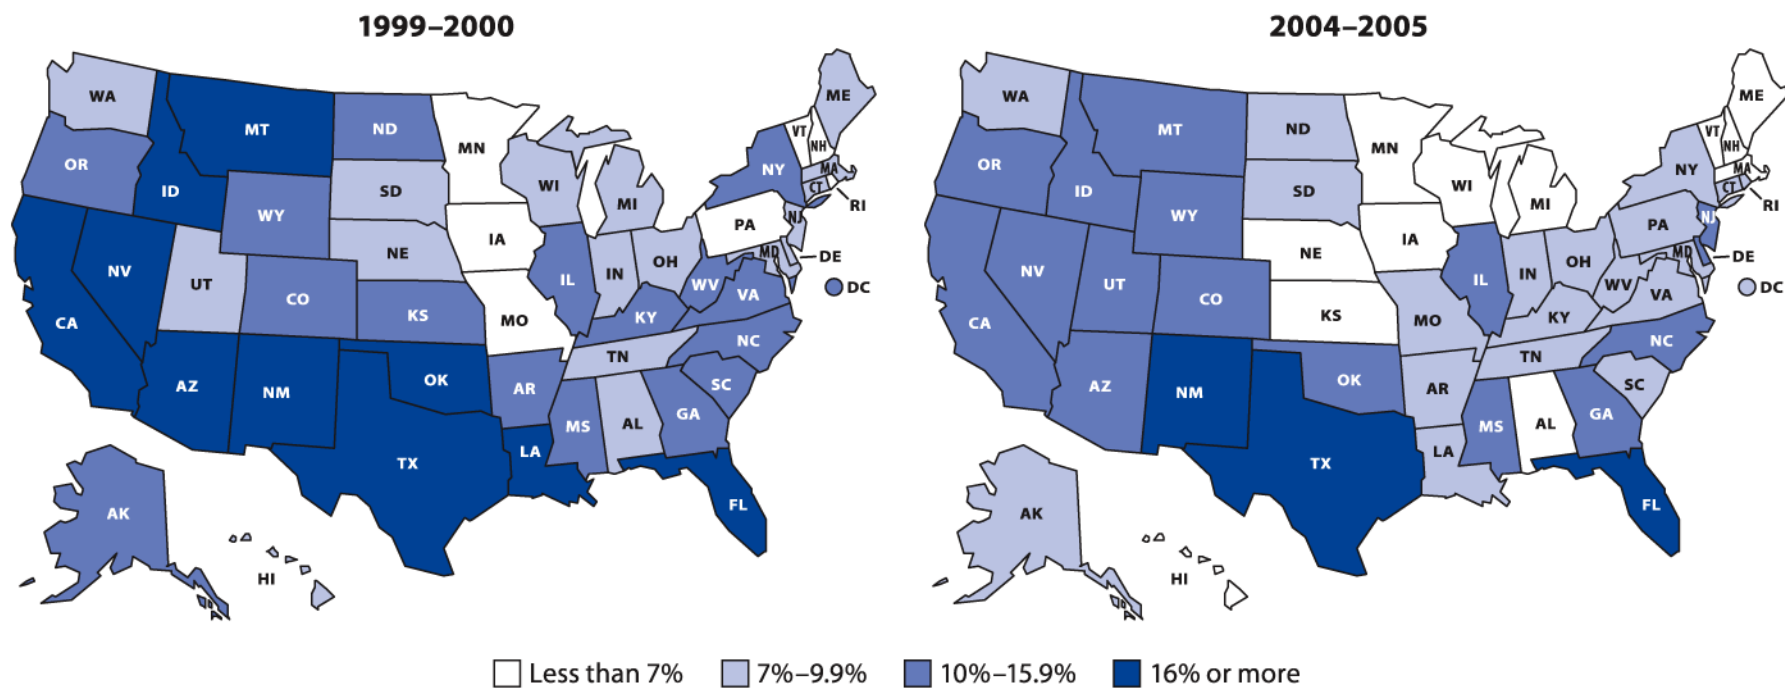 1999–2000
WA
MT
ND
MN
OR
ID
SD
WI
MI
NY
VT
NH
ME
MA
CT
RI
WY
NE
IA
PA
NJ
NV
UT
CO
KS
MO
IL
IN
OH
WV
MD
DE
DC
VA
KY
CA
AZ
NM
OK
AR
TN
NC
SC
TX
LA
MS
AL
GA
FL
AK
HI
2004–2005
WA
MT
ND
MN
OR
ID
SD
WI
MI
NY
VT
NH
ME
MA
CT
RI
WY
NE
IA
PA
NJ
NV
UT
CO
KS
MO
IL
IN
OH
WV
MD
DE
DC
VA
KY
CA
AZ
NM
OK
AR
TN
NC
SC
TX
LA
MS
AL
GA
FL
AK
HI
Less than 7% 7%–9.9% 10%–15.9% 16% or more